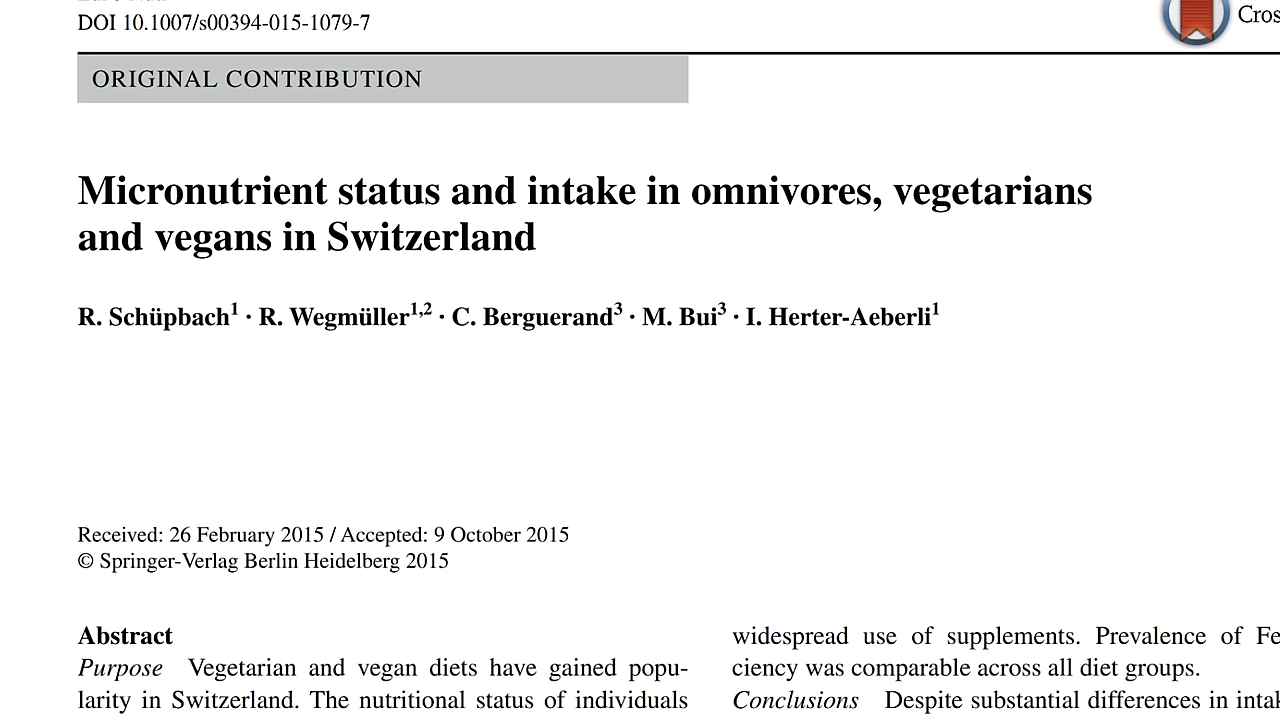 DOI 10.1007/s00394-015-1079-7
Cros
ORIGINAL CONTRIBUTION
Micronutrient status and intake in omnivores, vegetarians
and vegans in Switzerland
R. Schüpbach1 · R. Wegmüller1,2 · C. Berguerand3 · M. Bui3 · I. Herter-Aeberli1
Received: 26 February 2015 / Accepted: 9 October 2015
© Springer-Verlag Berlin Heidelberg 2015
Abstract
Purpose Vegetarian and vegan diets have gained popu-
larity in Switzerland. The nutritional status of individuals
widespread use of supplements. Prevalence of Fe
ciency was comparable across all diet groups.
Conclusions Despite substantial differences in intak